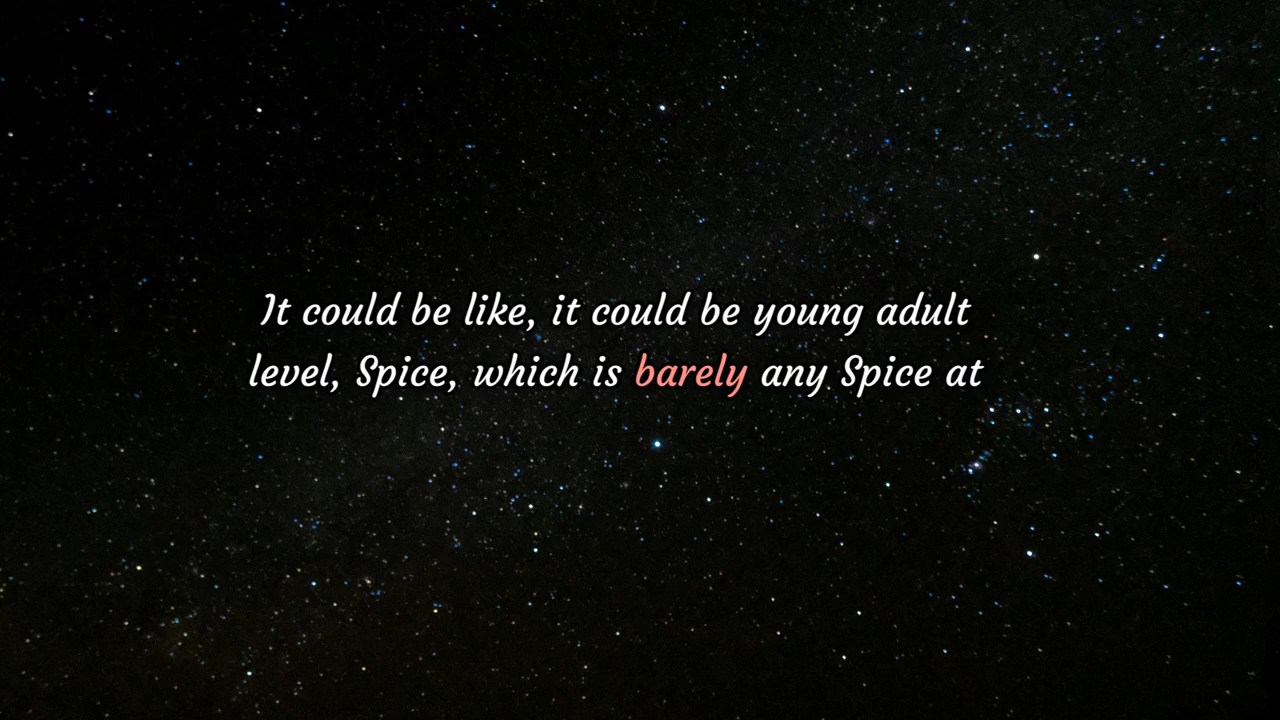 It could be like, it could be young adult
level, Spice, which is barely any Spice at